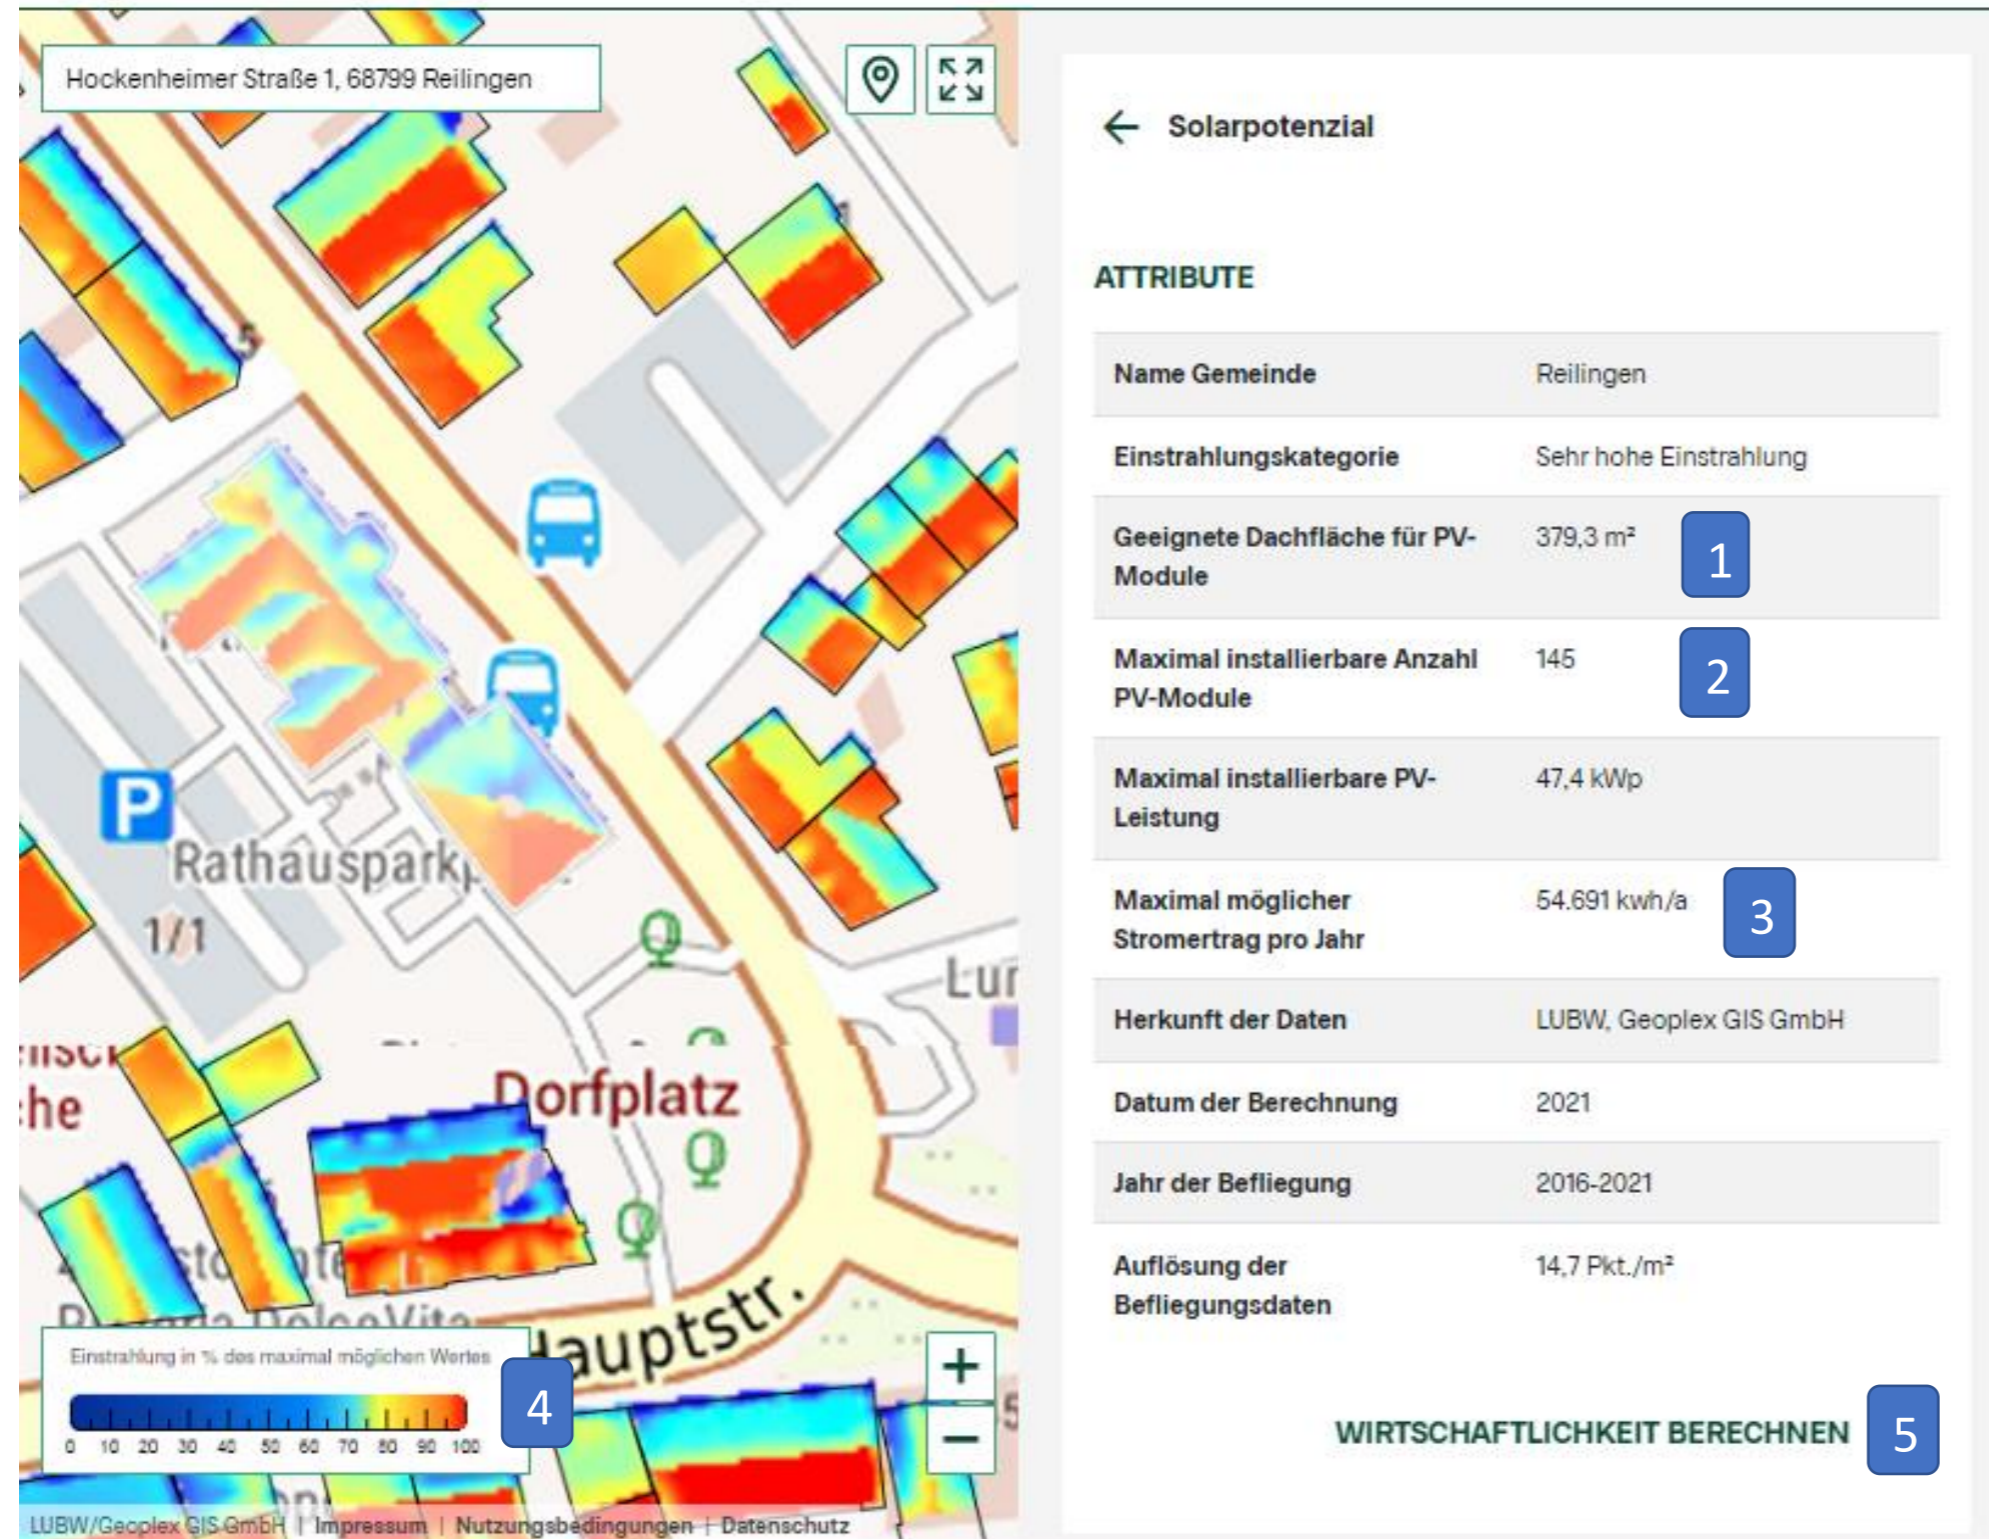 Hockenheimer Straße 1, 68799 Reilingen
5
P
Rathauspark
1/1
he
Dorfplatz
Hauptstr.
Einstrahlung in % des maximal möglichen Wertes
0 10 20 30 40 50 60 70 80 90 100
4
+
−
LUBW/Geoplex GIS GmbH | Impressum | Nutzungsbedingungen | Datenschutz
← Solarpotenzial
ATTRIBUTE
Name Gemeinde Reilingen
Einstrahlungskategorie Sehr hohe Einstrahlung
Geeignete Dachfläche für PV- 379,3 m² 1
Module
Maximal installierbare Anzahl 145 2
PV-Module
Maximal installierbare PV- 47,4 kWp
Leistung
Maximal möglicher 54.691 kwh/a 3
Stromertrag pro Jahr
Herkunft der Daten LUBW, Geoplex GIS GmbH
Datum der Berechnung 2021
Jahr der Befliegung 2016-2021
Auflösung der 14,7 Pkt./m²
Befliegungsdaten
WIRTSCHAFTLICHKEIT BERECHNEN 5